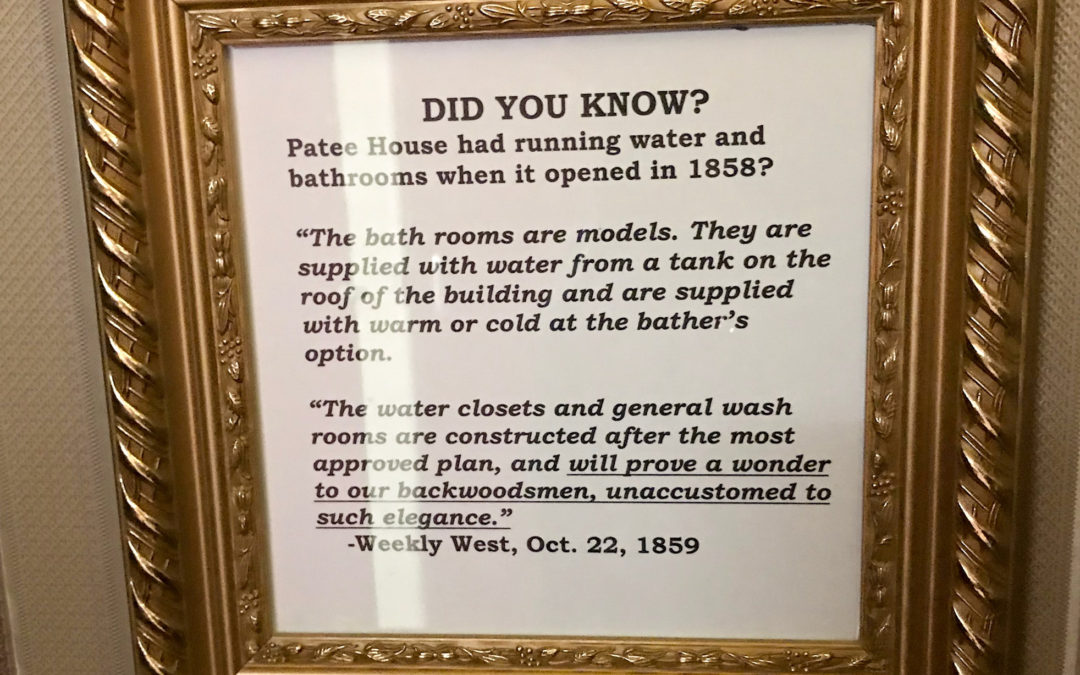 DID YOU KNOW?
Patee House had running water and
bathrooms when it opened in 1858?
“The bath rooms are models. They are
supplied with water from a tank on the
roof of the building and are supplied
with warm or cold at the bather’s
option.
“The water closets and general wash
rooms are constructed after the most
approved plan, and will prove a wonder
to our backwoodsmen, unaccustomed to
such elegance.”
-Weekly West, Oct. 22, 1859